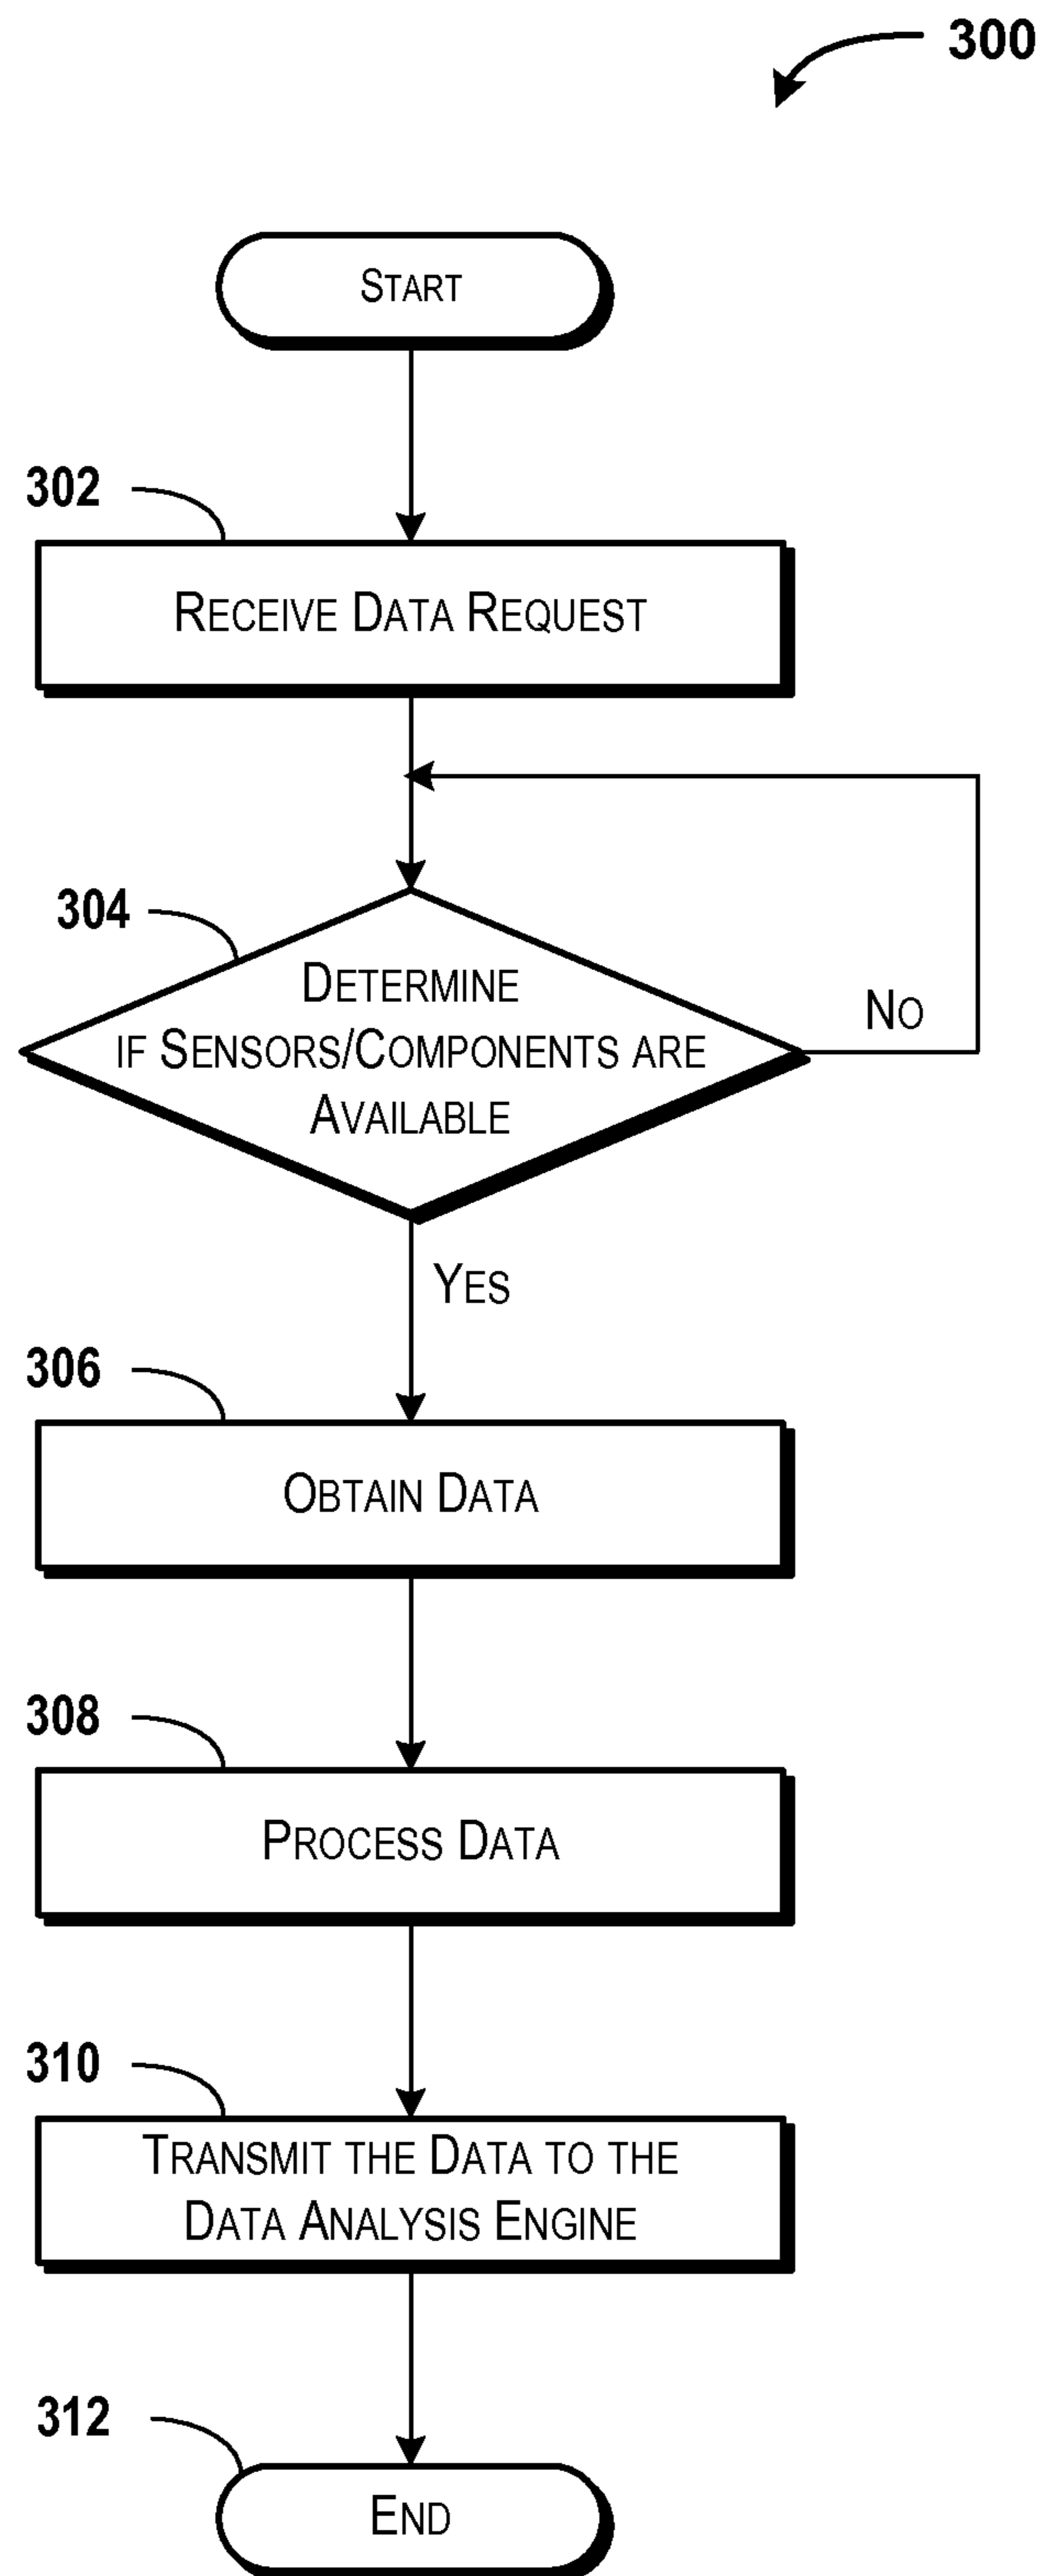 300
START
302
RECEIVE DATA REQUEST
304
DETERMINE
IF SENSORS/COMPONENTS ARE
AVAILABLE
NO
YES
306
OBTAIN DATA
308
PROCESS DATA
310
TRANSMIT THE DATA TO THE
DATA ANALYSIS ENGINE
312
END